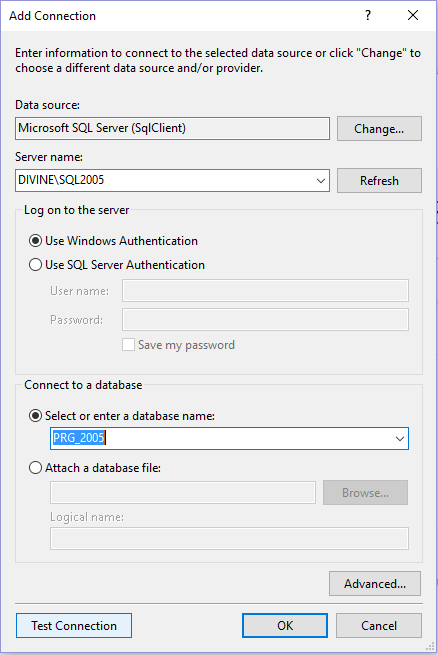 Add Connection
?
Enter information to connect to the selected data source or click "Change" to
choose a different data source and/or provider.
Data source:
Microsoft SQL Server (SqlClient) Change...
Server name:
DIVINE\SQL2005 Refresh
Log on to the server
Use Windows Authentication
Use SQL Server Authentication
User name:
Password:
Save my password
Connect to a database
Select or enter a database name:
PRG_2005
Attach a database file:
Browse...
Logical name:
Advanced...
Test Connection OK Cancel